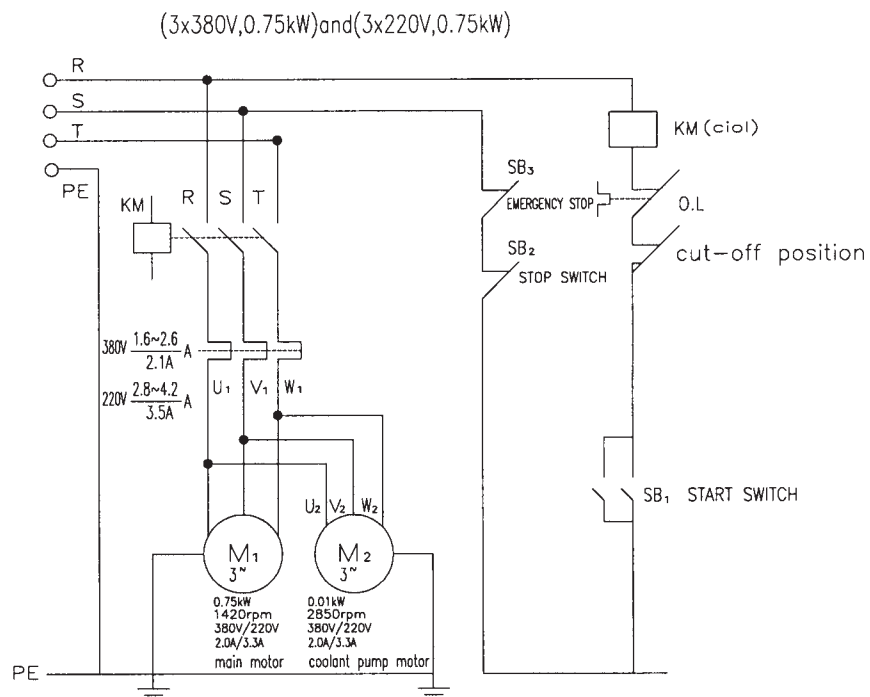 (3x380V,0.75kW)and(3x220V,0.75kW)
R
S
T
PE
KM
R S T
KM(ciol)
SB3
EMERGENCY STOP
O.L
SB2
STOP SWITCH
cut-off position
380V 1.6~2.6 A
2.1A
220V 2.8~4.2 A
3.5A
U1 V1 W1
U2 V2 W2
SB1 START SWITCH
M1
3~
M2
3~
0.75kW
1420rpm
380V/220V
2.0A/3.3A
main motor
0.01kW
2850rpm
380V/220V
2.0A/3.3A
coolant pump motor
PE